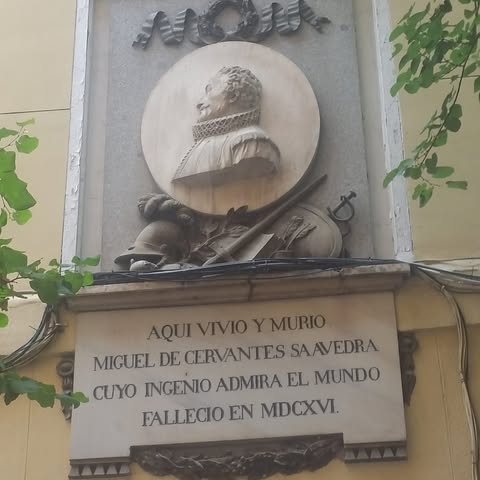 AQUI VIVIO Y MURIO
MIGUEL DE CERVANTES SAAVEDRA
CUYO INGENIO ADMIRA EL MUNDO
FALLECIO EN MDCXVI.